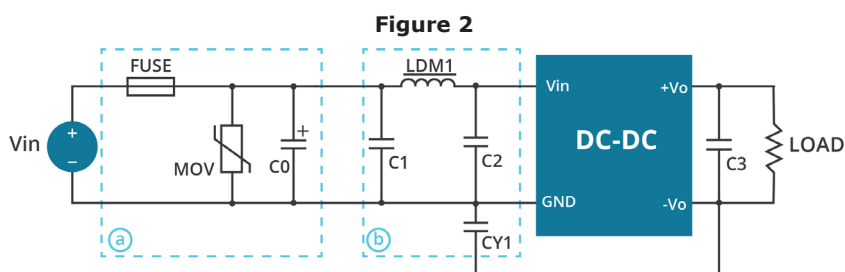 Figure 2
FUSE
LDM1
Vin
+Vo
Vin
+
−
MOV
C0
+
C1
C2
DC-DC
C3
LOAD
GND
-Vo
a
b
CY1